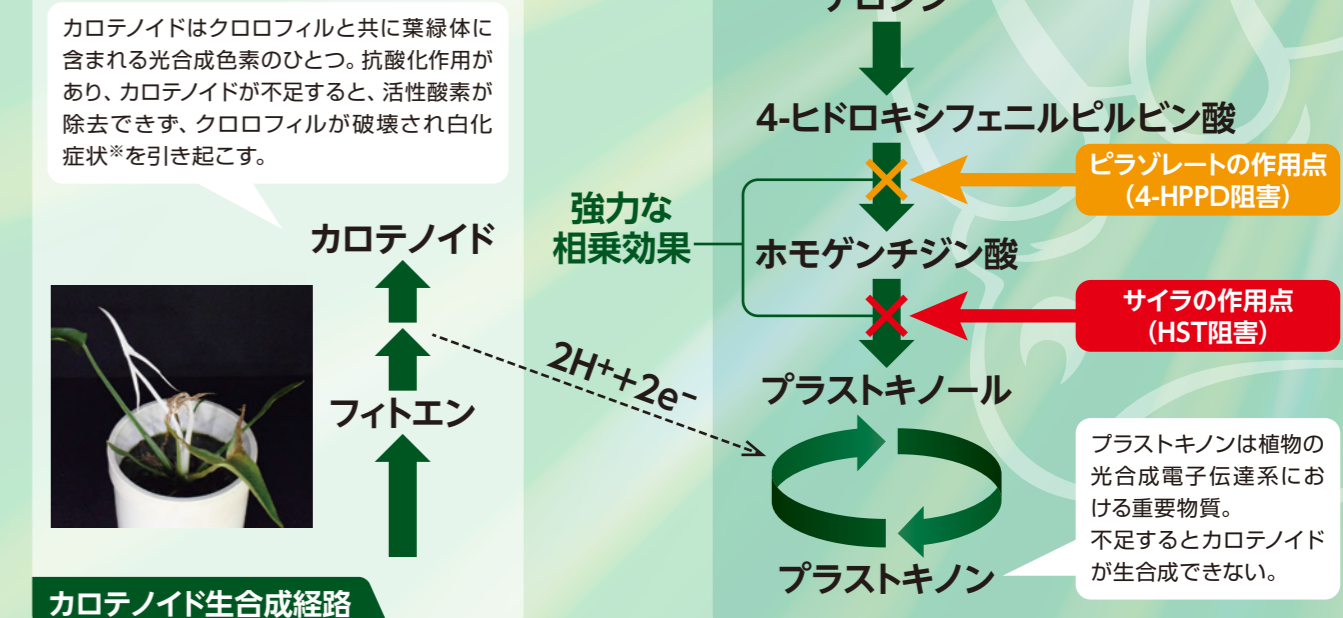 カロテノイドはクロロフィルと共に葉緑体に
含まれる光合成色素のひとつ。抗酸化作用が
あり、カロテノイドが不足すると、活性酸素が
除去できず、クロロフィルが破壊され白化
症状※を引き起こす。
カロテノイド
フィトエン
カロテノイド生合成経路
2H⁺+2e⁻
強力な
相乗効果
4-ヒドロキシフェニルピルビン酸
ピラゾレートの作用点
(4-HPPD阻害)
ホモゲンチジン酸
サイラの作用点
(HST阻害)
プラストキノール
プラストキノン
プラストキノンは植物の
光合成電子伝達系にお
ける重要物質。
不足するとカロテノイド
が生合成できない。